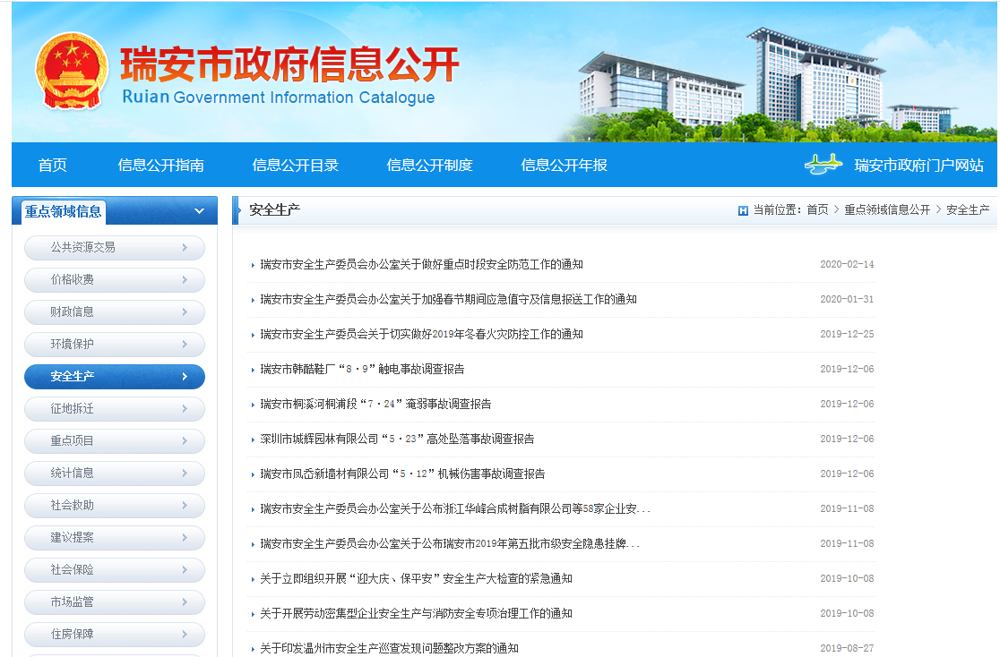 瑞安市政府信息公开
Ruian Government Information Catalogue
首页 信息公开指南 信息公开目录 信息公开制度 信息公开年报 瑞安市政府门户网站
重点领域信息
公共资源交易
价格收费
财政信息
环境保护
安全生产
征地拆迁
重点项目
统计信息
社会救助
建议提案
社会保险
市场监管
住房保障
安全生产 当前位置：首页 > 重点领域信息公开 > 安全生产
瑞安市安全生产委员会办公室关于做好重点时段安全防范工作的通知 2020-02-14
瑞安市安全生产委员会办公室关于加强春节期间应急值守及信息报送工作的通知 2020-01-31
瑞安市安全生产委员会关于切实做好2019年冬春火灾防控工作的通知 2019-12-25
瑞安市韩酷鞋厂“8·9”触电事故调查报告 2019-12-06
瑞安市桐溪河桐浦段“7·24”淹溺事故调查报告 2019-12-06
深圳市城辉园林有限公司“5·23”高处坠落事故调查报告 2019-12-06
瑞安市凤岙新墙材有限公司“5·12”机械伤害事故调查报告 2019-12-06
瑞安市安全生产委员会办公室关于公布浙江华峰合成树脂有限公司等58家企业安... 2019-11-08
瑞安市安全生产委员会办公室关于公布瑞安市2019年第五批市级安全隐患挂牌... 2019-11-08
关于立即组织开展“迎大庆、保平安”安全生产大检查的紧急通知 2019-10-08
关于开展劳动密集型企业安全生产与消防安全专项治理工作的通知 2019-10-08
关于印发温州市安全生产巡查发现问题整改方案的通知 2019-08-27